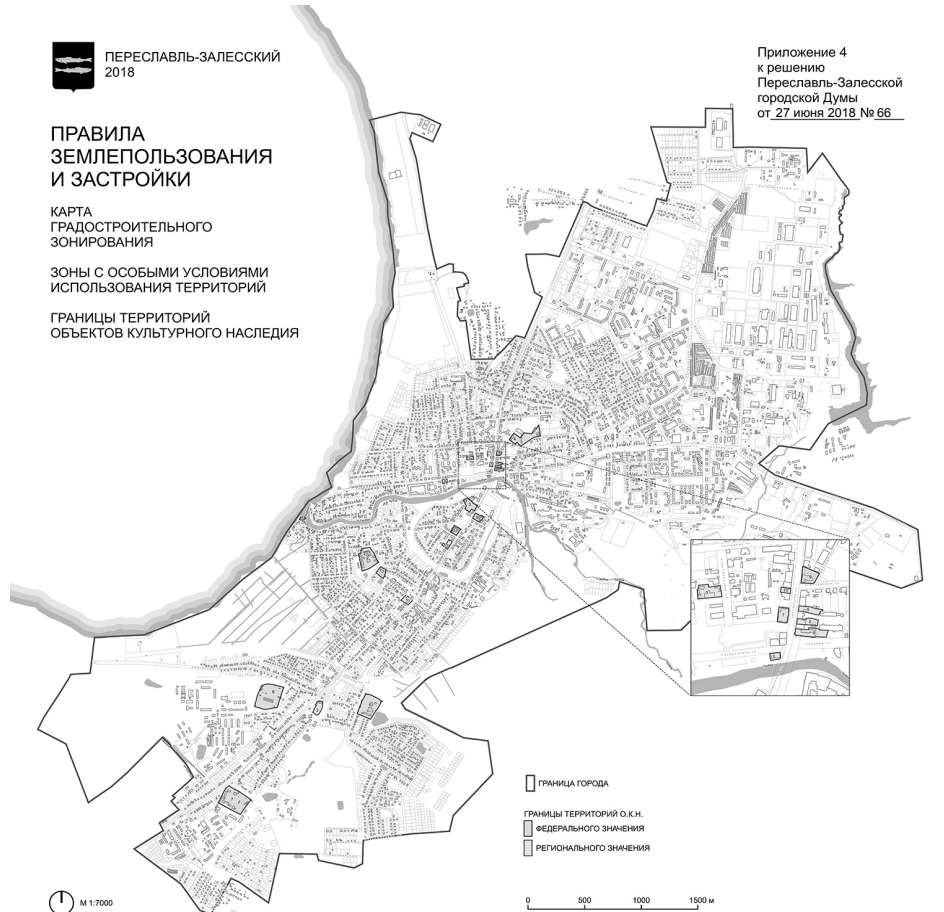 ПЕРЕСЛАВЛЬ-ЗАЛЕССКИЙ
2018
Приложение 4
к решению
Переславль-Залесской
городской Думы
от 27 июня 2018 № 66
ПРАВИЛА
ЗЕМЛЕПОЛЬЗОВАНИЯ
И ЗАСТРОЙКИ
КАРТА
ГРАДОСТРОИТЕЛЬНОГО
ЗОНИРОВАНИЯ
ЗОНЫ С ОСОБЫМИ УСЛОВИЯМИ
ИСПОЛЬЗОВАНИЯ ТЕРРИТОРИЙ
ГРАНИЦЫ ТЕРРИТОРИЙ
ОБЪЕКТОВ КУЛЬТУРНОГО НАСЛЕДИЯ
ГРАНИЦА ГОРОДА
ГРАНИЦЫ ТЕРРИТОРИЙ О.К.Н.
ФЕДЕРАЛЬНОГО ЗНАЧЕНИЯ
РЕГИОНАЛЬНОГО ЗНАЧЕНИЯ
М 1:7000
0 500 1000 1500 м